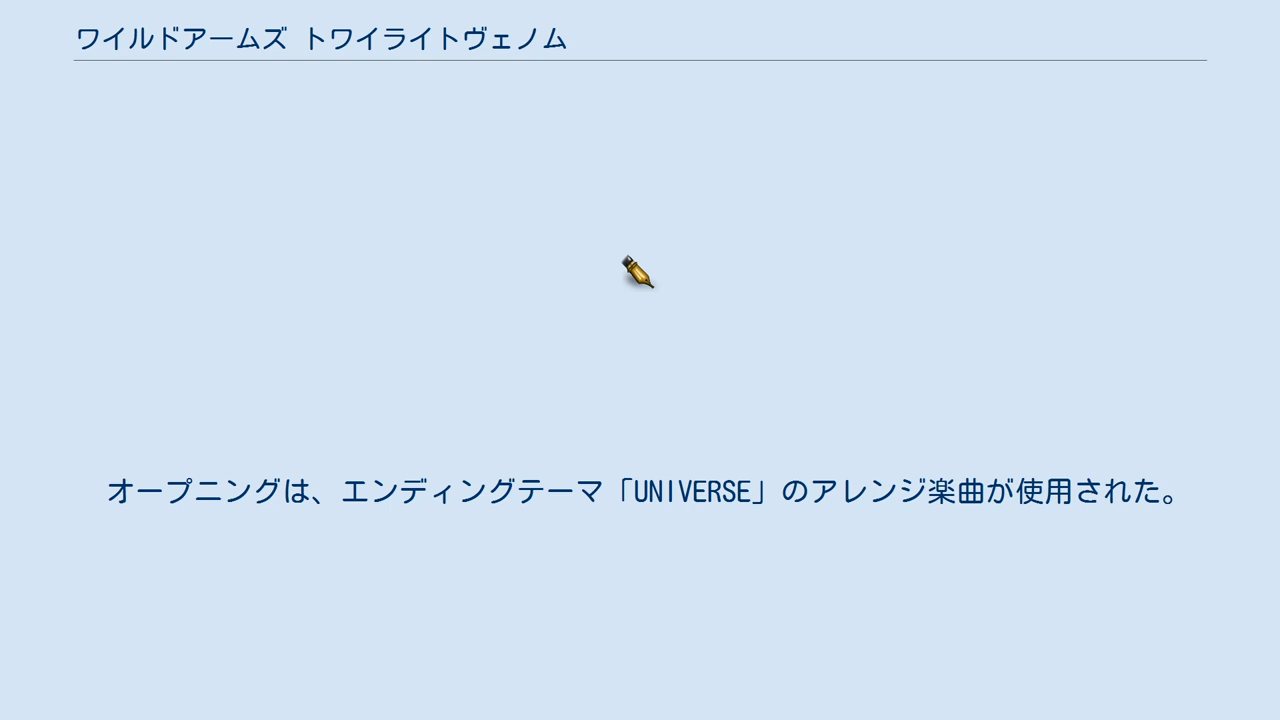 ワイルドアームズ トワイライトヴェノム
オープニングは、エンディングテーマ「UNIVERSE」のアレンジ楽曲が使用された。